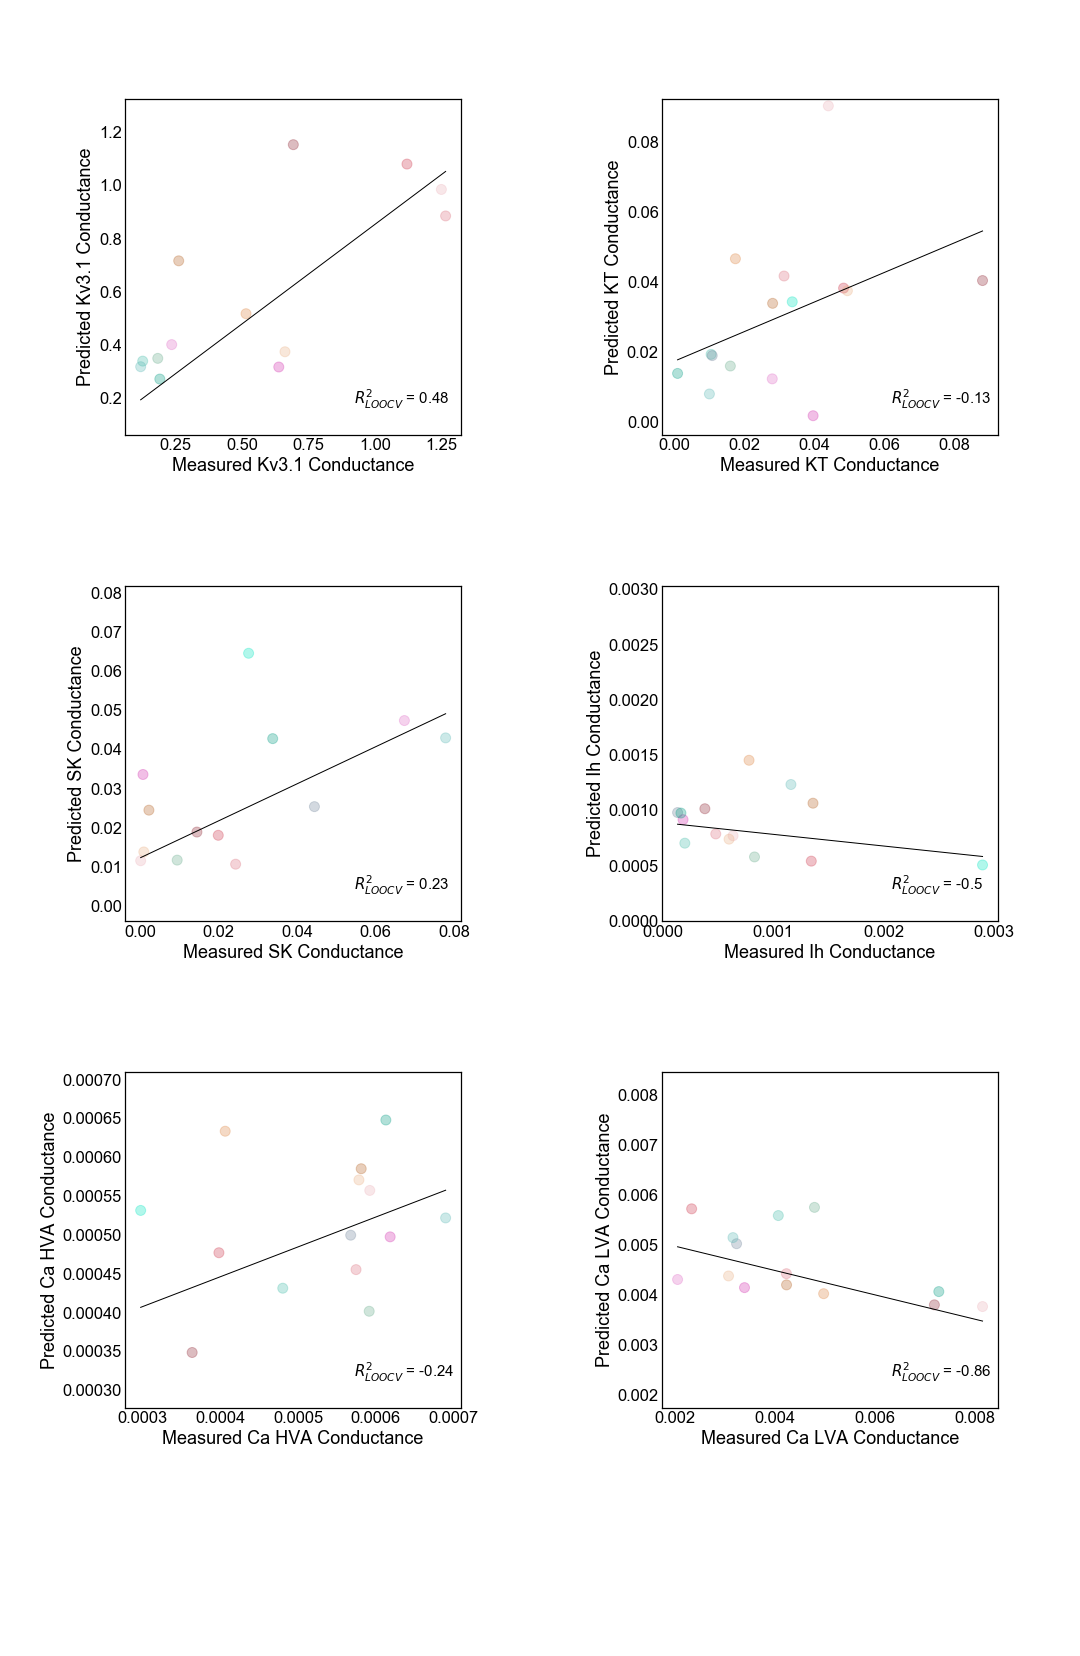 1.2
1.0
0.8
0.6
0.4
0.2
Predicted Kv3.1 Conductance
R²LOOCV = 0.48
0.25 0.50 0.75 1.00 1.25
Measured Kv3.1 Conductance
0.08
0.06
0.04
0.02
0.00
Predicted KT Conductance
R²LOOCV = -0.13
0.00 0.02 0.04 0.06 0.08
Measured KT Conductance
0.08
0.07
0.06
0.05
0.04
0.03
0.02
0.01
0.00
Predicted SK Conductance
R²LOOCV = 0.23
0.00 0.02 0.04 0.06 0.08
Measured SK Conductance
0.0030
0.0025
0.0020
0.0015
0.0010
0.0005
0.0000
Predicted Ih Conductance
R²LOOCV = -0.5
0.000 0.001 0.002 0.003
Measured Ih Conductance
0.00070
0.00065
0.00060
0.00055
0.00050
0.00045
0.00040
0.00035
0.00030
Predicted Ca HVA Conductance
R²LOOCV = -0.24
0.0003 0.0004 0.0005 0.0006 0.0007
Measured Ca HVA Conductance
0.008
0.007
0.006
0.005
0.004
0.003
0.002
Predicted Ca LVA Conductance
R²LOOCV = -0.86
0.002 0.004 0.006 0.008
Measured Ca LVA Conductance